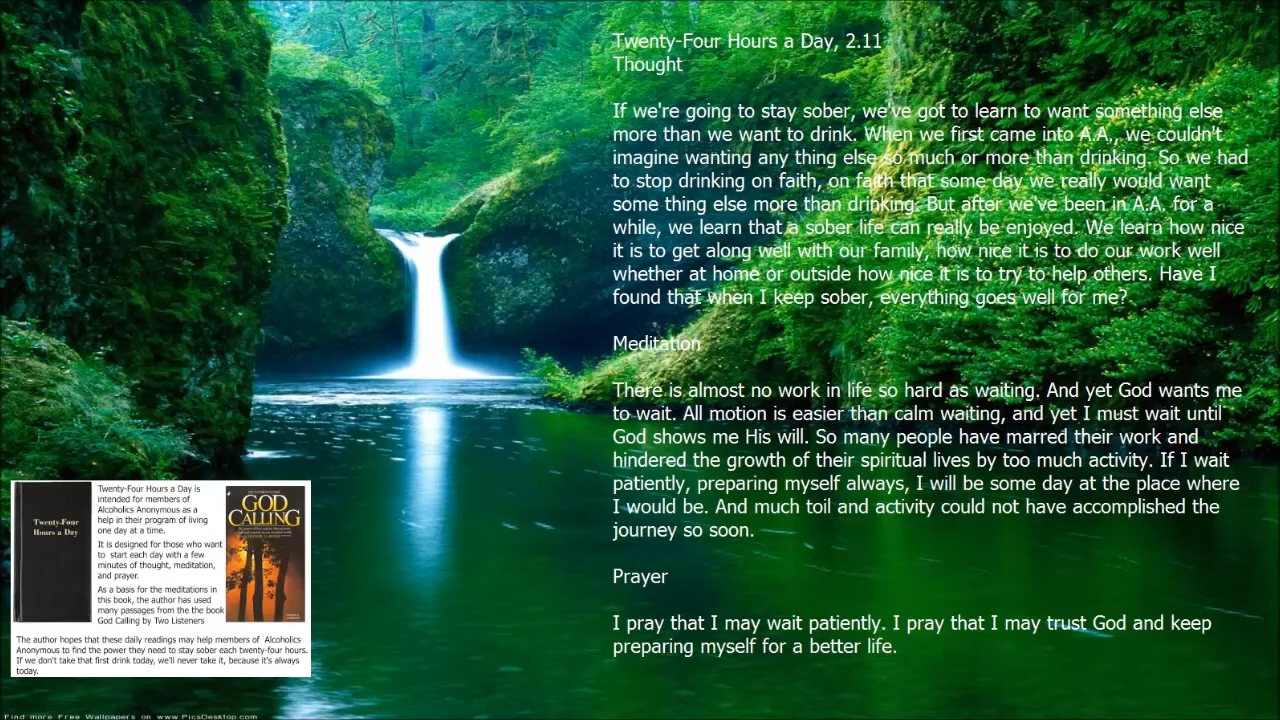 Twenty-Four Hours a Day, 2.11
Thought
If we're going to stay sober, we've got to learn to want something else
more than we want to drink. When we first came into A.A., we couldn't
imagine wanting any thing else so much or more than drinking. So we had
to stop drinking on faith, on faith that some day we really would want
some thing else more than drinking. But after we've been in A.A. for a
while, we learn that a sober life can really be enjoyed. We learn how nice
it is to get along well with our family, how nice it is to do our work well
whether at home or outside how nice it is to try to help others. Have I
found that when I keep sober, everything goes well for me?
Meditation
There is almost no work in life so hard as waiting. And yet God wants me
to wait. All motion is easier than calm waiting, and yet I must wait until
God shows me His will. So many people have marred their work and
hindered the growth of their spiritual lives by too much activity. If I wait
patiently, preparing myself always, I will be some day at the place where
I would be. And much toil and activity could not have accomplished the
journey so soon.
Prayer
I pray that I may wait patiently. I pray that I may trust God and keep
preparing myself for a better life.
Twenty-Four
Hours a Day
Twenty-Four Hours a Day is
intended for members of
Alcoholics Anonymous as a
help in their program of living
one day at a time.
It is designed for those who want
to start each day with a few
minutes of thought, meditation,
and prayer.
As a basis for the meditations in
this book, the author has used
many passages from the the book
God Calling by Two Listeners
GOD
CALLING
The author hopes that these daily readings may help members of Alcoholics
Anonymous to find the power they need to stay sober each twenty-four hours.
If we don't take that first drink today, we'll never take it, because it's always
today.
Find more Free Wallpapers on www.PicsDesktop.com